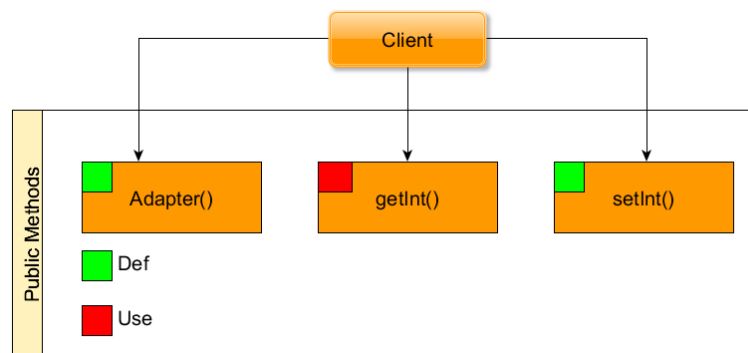 Client
Public Methods
Adapter()
getInt()
setInt()
Def
Use